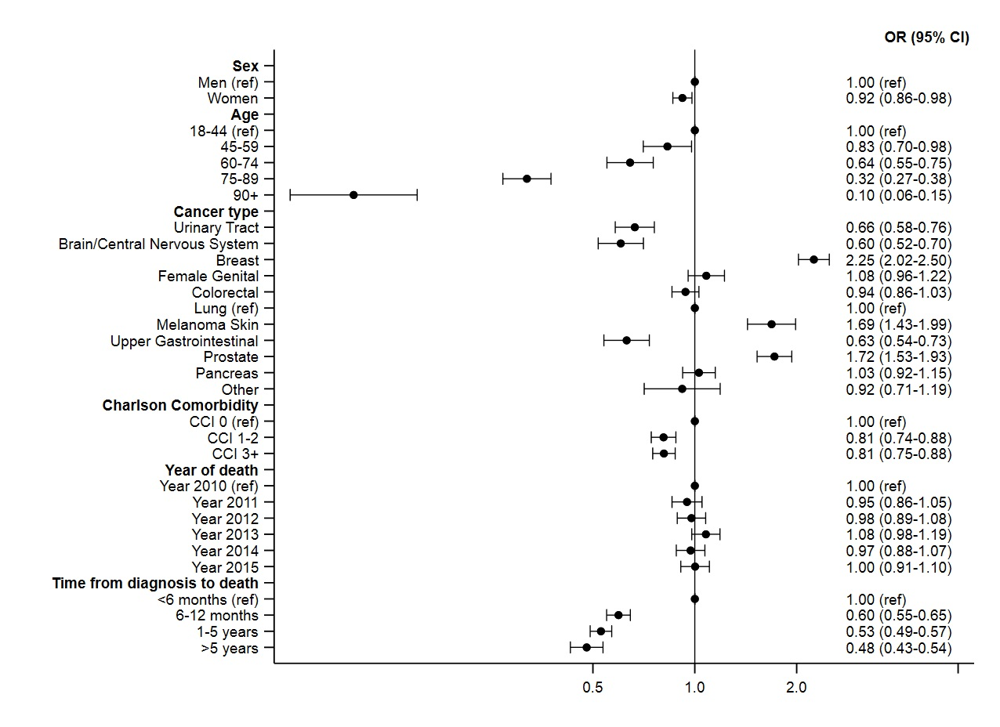 OR (95% CI)
Sex
Men (ref) 1.00 (ref)
Women 0.92 (0.86-0.98)
Age
18-44 (ref) 1.00 (ref)
45-59 0.83 (0.70-0.98)
60-74 0.64 (0.55-0.75)
75-89 0.32 (0.27-0.38)
90+ 0.10 (0.06-0.15)
Cancer type
Urinary Tract 0.66 (0.58-0.76)
Brain/Central Nervous System 0.60 (0.52-0.70)
Breast 2.25 (2.02-2.50)
Female Genital 1.08 (0.96-1.22)
Colorectal 0.94 (0.86-1.03)
Lung (ref) 1.00 (ref)
Melanoma Skin 1.69 (1.43-1.99)
Upper Gastrointestinal 0.63 (0.54-0.73)
Prostate 1.72 (1.53-1.93)
Pancreas 1.03 (0.92-1.15)
Other 0.92 (0.71-1.19)
Charlson Comorbidity
CCI 0 (ref) 1.00 (ref)
CCI 1-2 0.81 (0.74-0.88)
CCI 3+ 0.81 (0.75-0.88)
Year of death
Year 2010 (ref) 1.00 (ref)
Year 2011 0.95 (0.86-1.05)
Year 2012 0.98 (0.89-1.08)
Year 2013 1.08 (0.98-1.19)
Year 2014 0.97 (0.88-1.07)
Year 2015 1.00 (0.91-1.10)
Time from diagnosis to death
<6 months (ref) 1.00 (ref)
6-12 months 0.60 (0.55-0.65)
1-5 years 0.53 (0.49-0.57)
>5 years 0.48 (0.43-0.54)
0.5 1.0 2.0